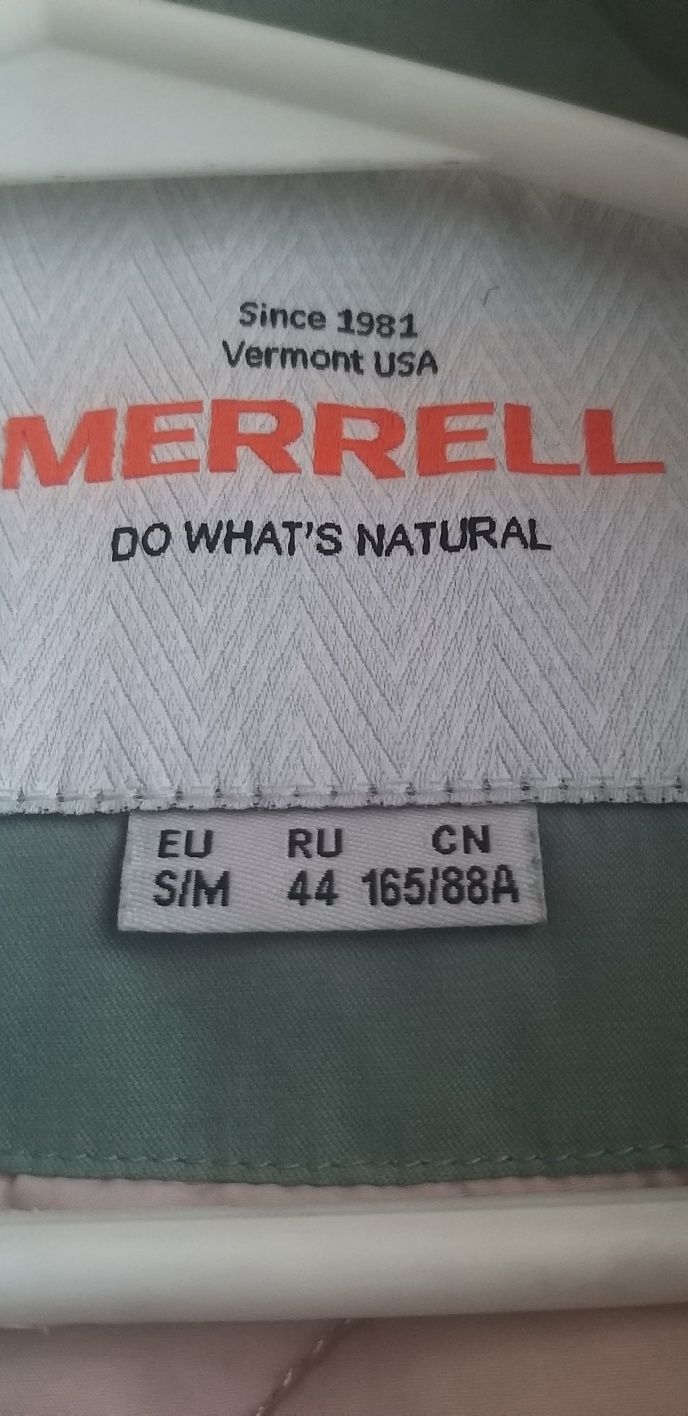 Since 1981
Vermont USA
MERRELL
DO WHAT'S NATURAL
EU RU CN
S/M 44 165/88A